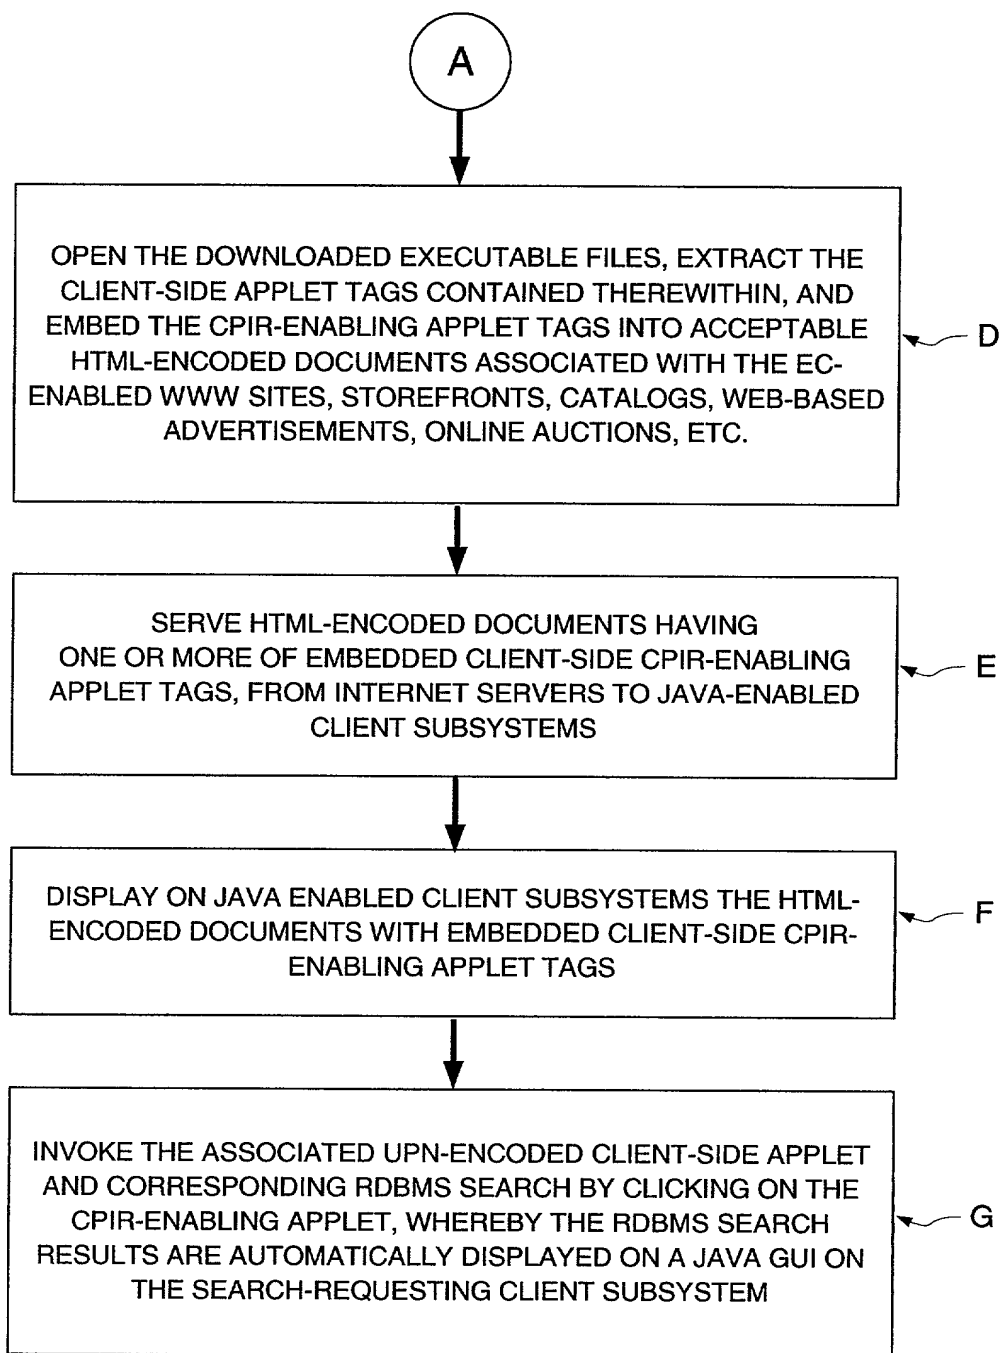 A
OPEN THE DOWNLOADED EXECUTABLE FILES, EXTRACT THE
CLIENT-SIDE APPLET TAGS CONTAINED THEREWITHIN, AND
EMBED THE CPIR-ENABLING APPLET TAGS INTO ACCEPTABLE
HTML-ENCODED DOCUMENTS ASSOCIATED WITH THE EC-
ENABLED WWW SITES, STOREFRONTS, CATALOGS, WEB-BASED
ADVERTISEMENTS, ONLINE AUCTIONS, ETC.
D
SERVE HTML-ENCODED DOCUMENTS HAVING
ONE OR MORE OF EMBEDDED CLIENT-SIDE CPIR-ENABLING
APPLET TAGS, FROM INTERNET SERVERS TO JAVA-ENABLED
CLIENT SUBSYSTEMS
E
DISPLAY ON JAVA ENABLED CLIENT SUBSYSTEMS THE HTML-
ENCODED DOCUMENTS WITH EMBEDDED CLIENT-SIDE CPIR-
ENABLING APPLET TAGS
F
INVOKE THE ASSOCIATED UPN-ENCODED CLIENT-SIDE APPLET
AND CORRESPONDING RDBMS SEARCH BY CLICKING ON THE
CPIR-ENABLING APPLET, WHEREBY THE RDBMS SEARCH
RESULTS ARE AUTOMATICALLY DISPLAYED ON A JAVA GUI ON
THE SEARCH-REQUESTING CLIENT SUBSYSTEM
G